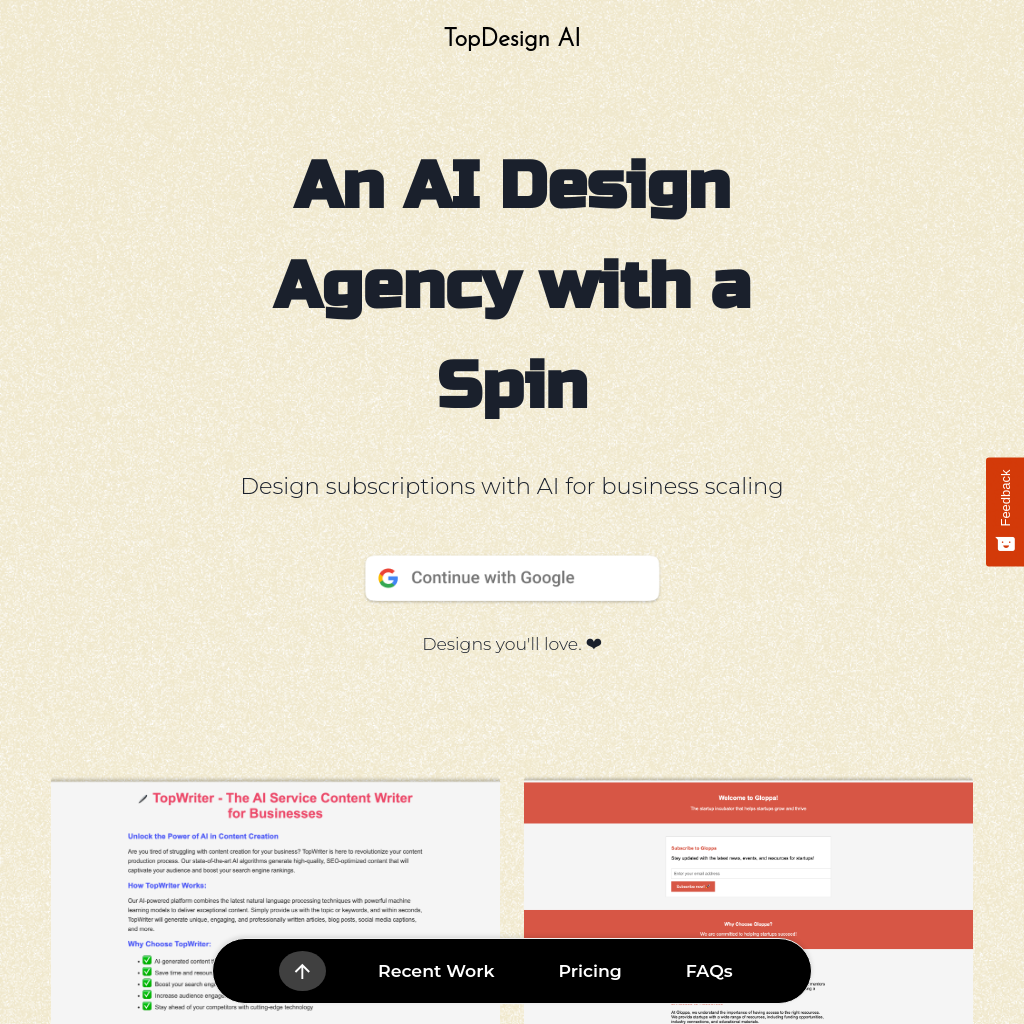 TopDesign AI
An AI Design
Agency with a
Spin
Design subscriptions with AI for business scaling
Feedback
Continue with Google
Designs you'll love. ❤
TopWriter - The AI Service Content Writer
for Businesses
Unlock the Power of AI in Content Creation
Are you tired of struggling with content creation for your business? TopWriter is here to revolutionize your content
production process. Our state-of-the-art AI algorithms generate high-quality, SEO-optimized content that will
captivate your audience and boost your search engine rankings.
How TopWriter Works:
Our AI-powered platform combines the latest natural language processing techniques with powerful machine
learning models to deliver exceptional content. Simply provide us with the topic or keywords, and within seconds,
TopWriter will generate unique, engaging, and professionally written articles, blog posts, social media captions,
and more.
Why Choose TopWriter:
AI-generated content
Save time and
Boost your search
Increase audience
Stay ahead of your competitors with cutting-edge technology
Welcome to Gloppa!
The startup incubator that helps startups grow and thrive.
Subscribe to Gloppa
Stay updated with the latest news, events, and resources for startups!
Enter your email address
Subscribe now!
Why Choose Gloppa?
We are committed to helping startups succeed!
At Gloppa, we understand the importance of having access to the right resources.
We provide startups with a wide range of resources, including funding opportunities,
industry connections, and educational materials.
Recent Work
Pricing
FAQs